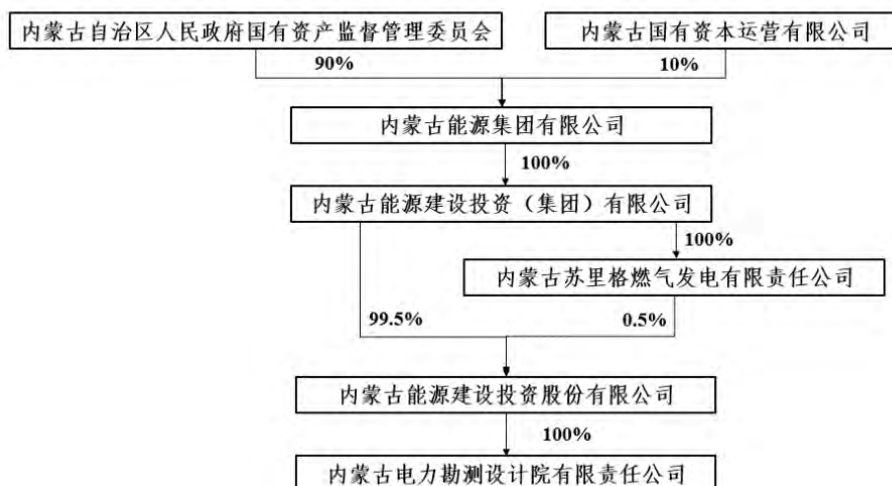 内蒙古自治区人民政府国有资产监督管理委员会
内蒙古国有资本运营有限公司
90%
10%
内蒙古能源集团有限公司
100%
内蒙古能源建设投资（集团）有限公司
100%
内蒙古苏里格燃气发电有限责任公司
99.5%
0.5%
内蒙古能源建设投资股份有限公司
100%
内蒙古电力勘测设计院有限责任公司